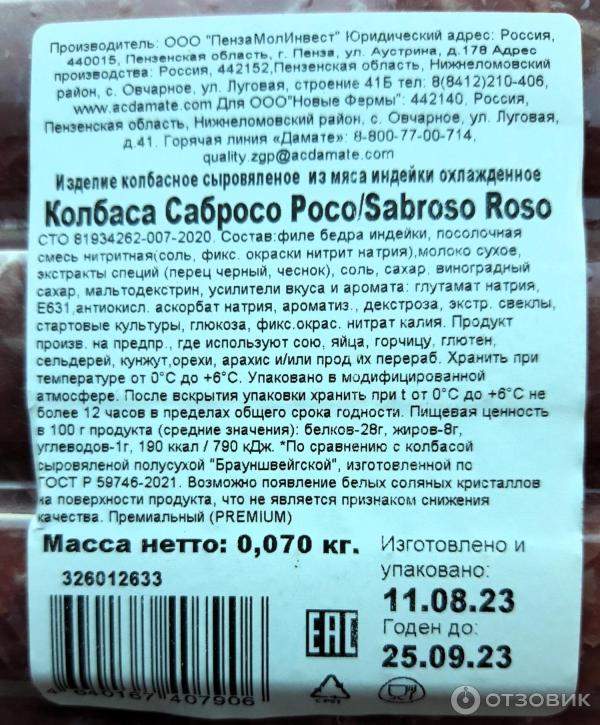 Производитель: ООО "ПензаМолИнвест" Юридический адрес: Россия,
440015, Пензенская область, г. Пенза, ул. Аустрина, д.178 Адрес
производства: Россия, 442152,Пензенская область, Нижнеломовский
район, с. Овчарное, ул. Луговая, строение 41Б тел: 8(8412)210-406,
www.acdamate.com Для ООО"Новые Фермы": 442140, Россия,
Пензенская область, Нижнеломовский район, с. Овчарное, ул. Луговая,
д.41. Горячая линия «Дамате»: 8-800-77-00-714,
quality.zgp@acdamate.com
Изделие колбасное сыровяленое из мяса индейки охлажденное
Колбаса Сабросо Росо/Sabroso Roso
СТО 81934262-007-2020. Состав:филе бедра индейки, посолочная
смесь нитритная(соль, фикс. окраски нитрит натрия),молоко сухое,
экстракты специй (перец черный, чеснок), соль, сахар, виноградный
сахар, мальтодекстрин, усилители вкуса и аромата: глутамат натрия,
Е631,антиокисл. аскорбат натрия, ароматиз., декстроза, экстр. свеклы,
стартовые культуры, глюкоза, фикс.окрас. нитрат калия. Продукт
произв. на предпр., где используют сою, яйца, горчицу, глютен,
сельдерей, кунжут,орехи, арахис и/или прод их перераб. Хранить при
температуре от 0°С до +6°С. Упаковано в модифицированной
атмосфере. После вскрытия упаковки хранить при t от 0°С до +6°С не
более 12 часов в пределах общего срока годности. Пищевая ценность
в 100 г продукта (средние значения): белков-28г, жиров-8г,
углеводов-1г, 190 ккал / 790 кДж. *По сравнению с колбасой
сыровяленой полусухой "Брауншвейгской", изготовленной по
ГОСТ Р 59746-2021. Возможно появление белых соляных кристаллов
на поверхности продукта, что не является признаком снижения
качества. Премиальный (PREMIUM)
Масса нетто: 0,070 кг.
326012633
Изготовлено и
упаковано:
11.08.23
Годен до:
25.09.23
4 640167 407906
EAC
ОТЗОВИК